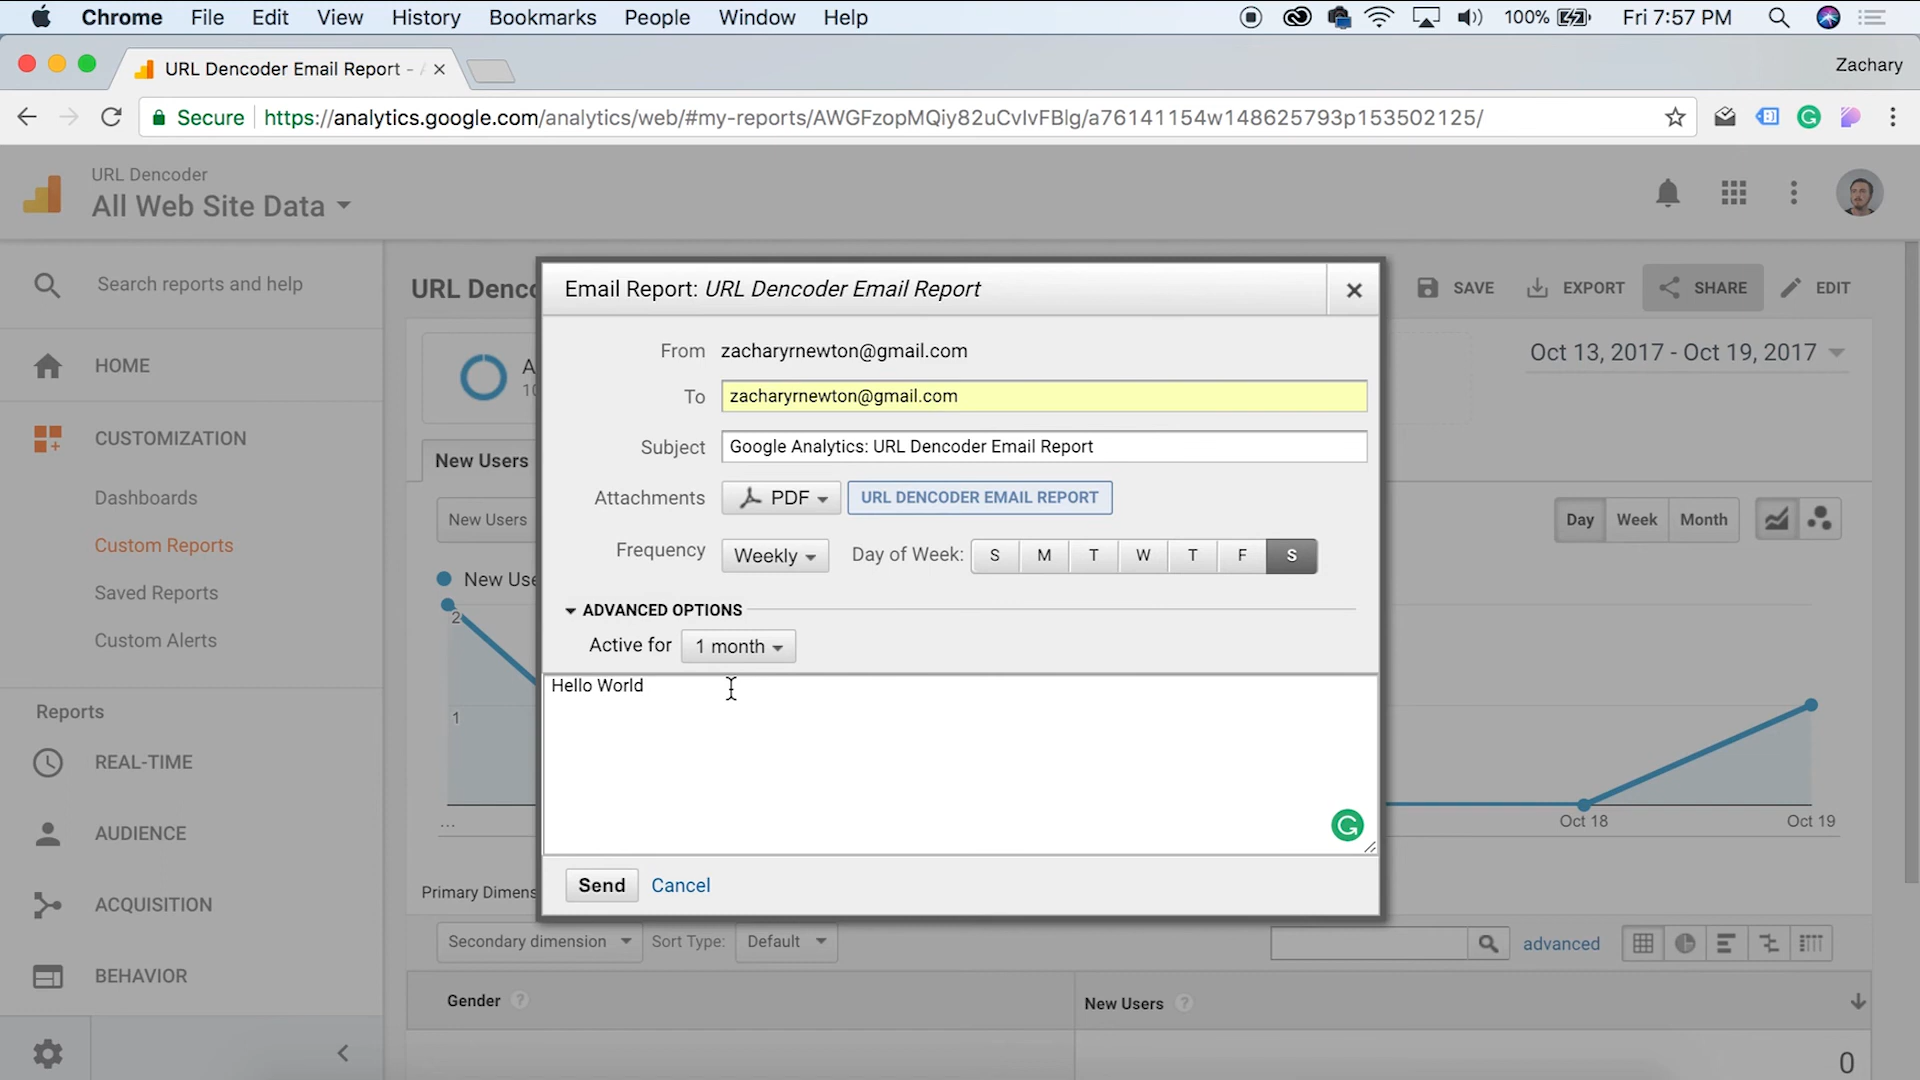 Chrome File Edit View History Bookmarks People Window Help 100% Fri 7:57 PM
URL Dencoder Email Report - Zachary
Secure https://analytics.google.com/analytics/web/#my-reports/AWGFzopMQiy82uCvIvFBlg/a76141154w148625793p153502125/
URL Dencoder
All Web Site Data
Search reports and help
HOME
CUSTOMIZATION
Dashboards
Custom Reports
Saved Reports
Custom Alerts
Reports
REAL-TIME
AUDIENCE
ACQUISITION
BEHAVIOR
URL Denc
SAVE EXPORT SHARE EDIT
Oct 13, 2017 - Oct 19, 2017
New Users
New Users
Day Week Month
New Use
2
1
...
Oct 18 Oct 19
Email Report: URL Dencoder Email Report
From zacharyrnewton@gmail.com
To zacharyrnewton@gmail.com
Subject Google Analytics: URL Dencoder Email Report
Attachments PDF URL DENCODER EMAIL REPORT
Frequency Weekly Day of Week: S M T W T F S
ADVANCED OPTIONS
Active for 1 month
Hello World
Send Cancel
Primary Dimens
Secondary dimension Sort Type: Default advanced
Gender ? New Users ?
0